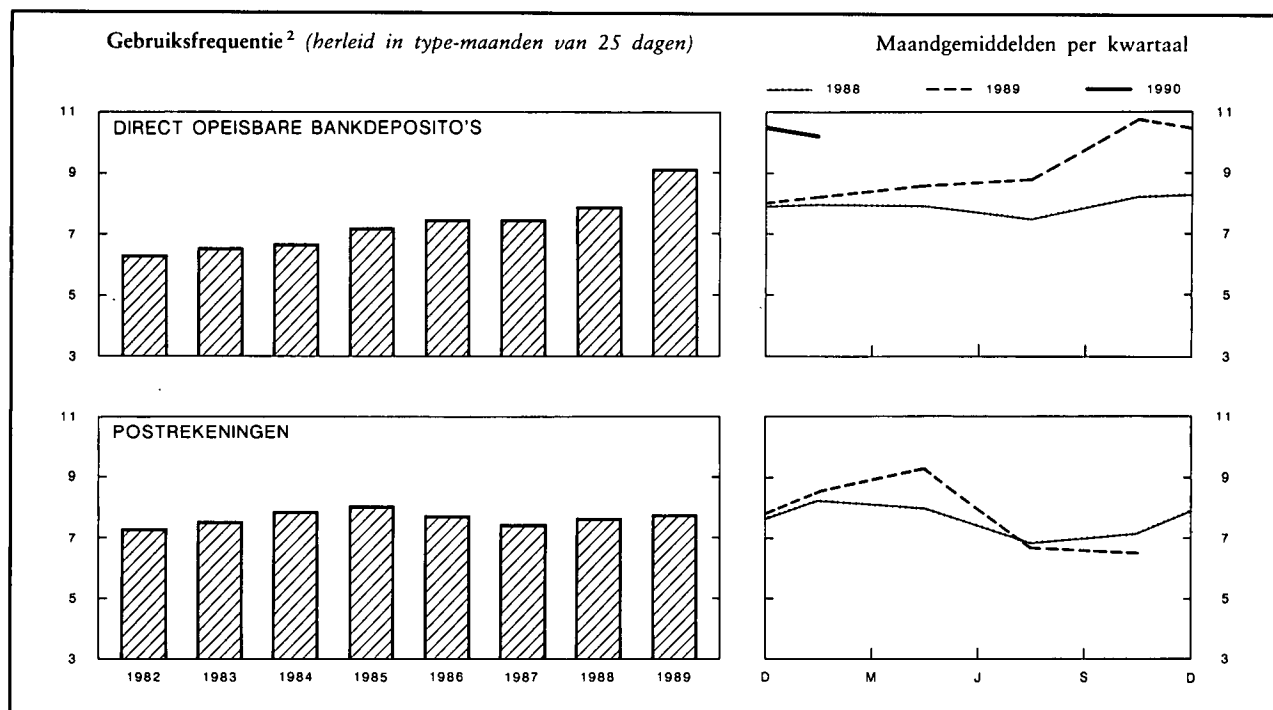 Gebruiksfrequentie² (herleid in type-maanden van 25 dagen)
Maandgemiddelden per kwartaal
1988 1989 1990
11
DIRECT OPEISBARE BANKDEPOSITO'S
9
7
5
3
11
9
7
5
3
11
POSTREKENINGEN
9
7
5
3
1982 1983 1984 1985 1986 1987 1988 1989
11
9
7
5
3
D M J S D